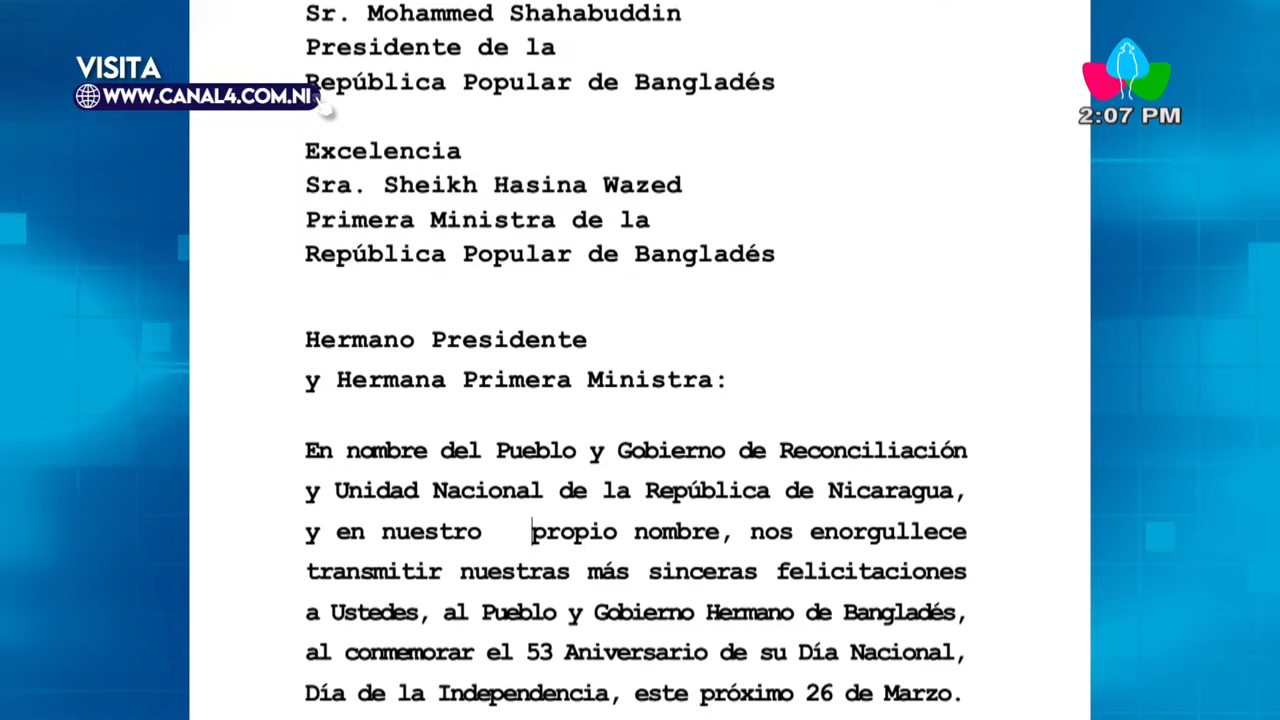 VISITA
WWW.CANAL4.COM.NI
2:07 PM
Sr. Mohammed Shahabuddin
Presidente de la
República Popular de Bangladés
Excelencia
Sra. Sheikh Hasina Wazed
Primera Ministra de la
República Popular de Bangladés
Hermano Presidente
y Hermana Primera Ministra:
En nombre del Pueblo y Gobierno de Reconciliación
y Unidad Nacional de la República de Nicaragua,
y en nuestro propio nombre, nos enorgullece
transmitir nuestras más sinceras felicitaciones
a Ustedes, al Pueblo y Gobierno Hermano de Bangladés,
al conmemorar el 53 Aniversario de su Día Nacional,
Día de la Independencia, este próximo 26 de Marzo.